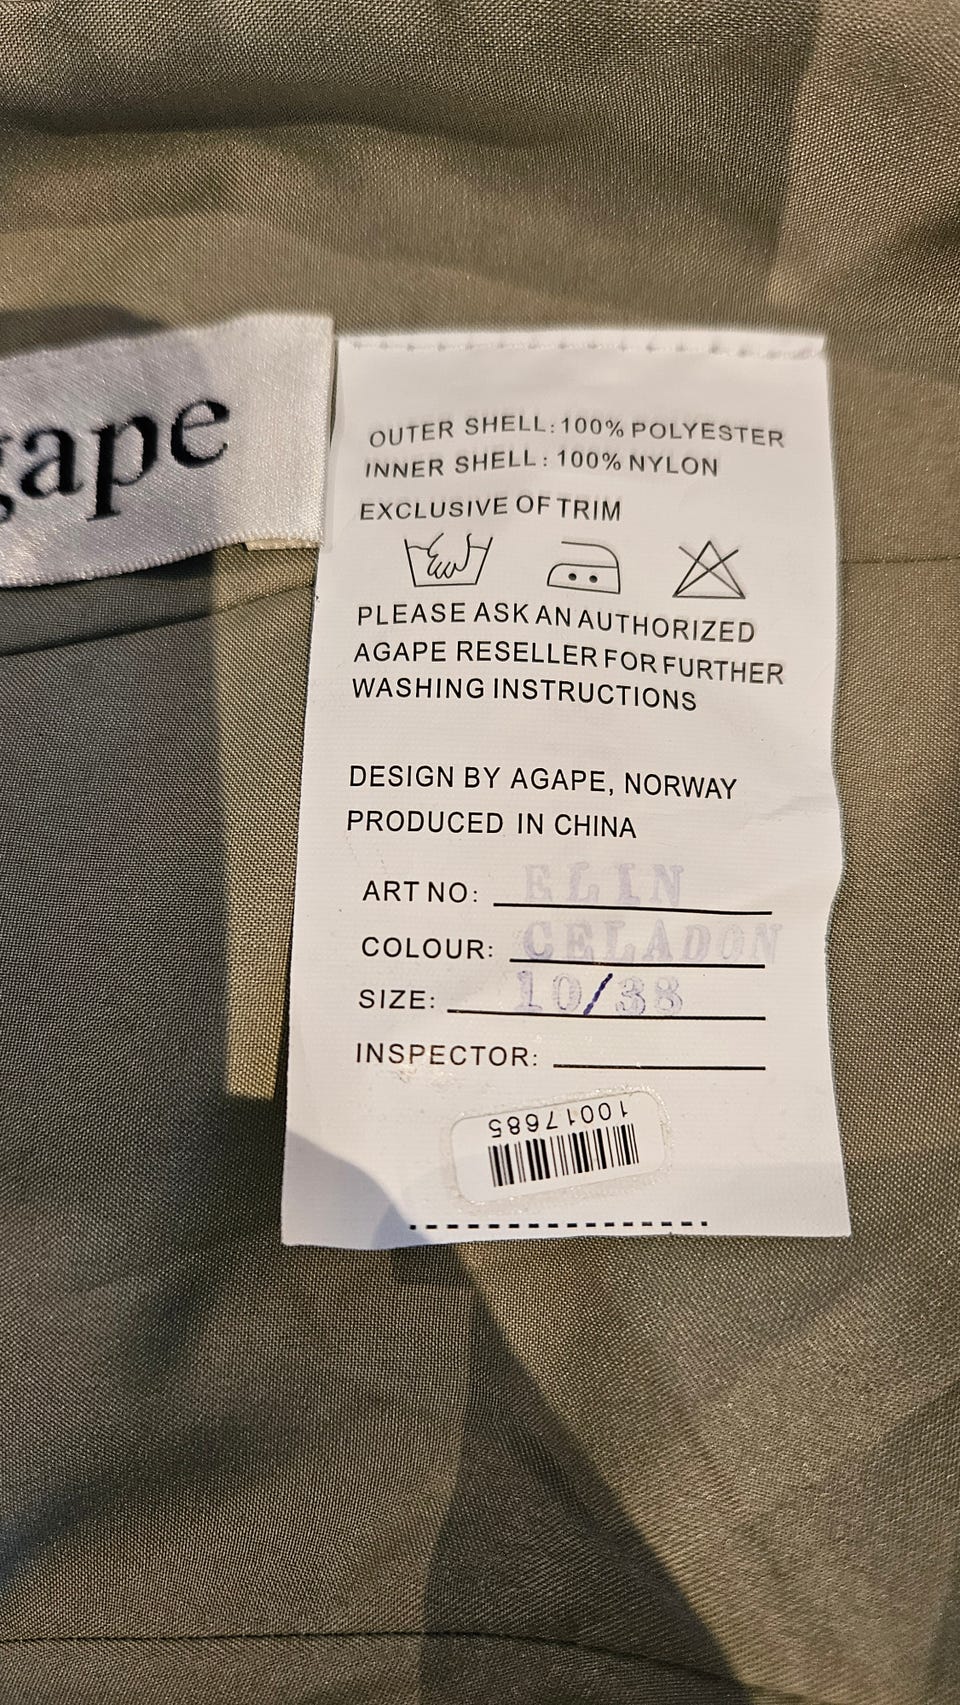 gape
OUTER SHELL: 100% POLYESTER
INNER SHELL : 100% NYLON
EXCLUSIVE OF TRIM
PLEASE ASK AN AUTHORIZED
AGAPE RESELLER FOR FURTHER
WASHING INSTRUCTIONS
DESIGN BY AGAPE, NORWAY
PRODUCED IN CHINA
ART NO: ELIN
COLOUR: CELADON
SIZE: 10/38
INSPECTOR:
10017685